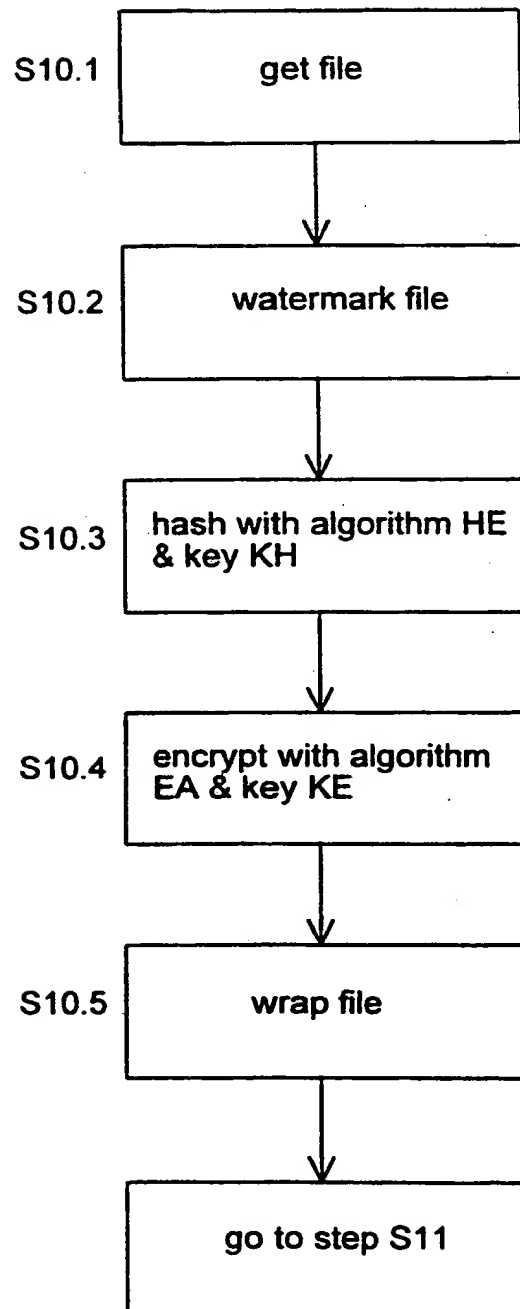 S10.1
get file
S10.2
watermark file
S10.3
hash with algorithm HE
& key KH
S10.4
encrypt with algorithm
EA & key KE
S10.5
wrap file
go to step S11